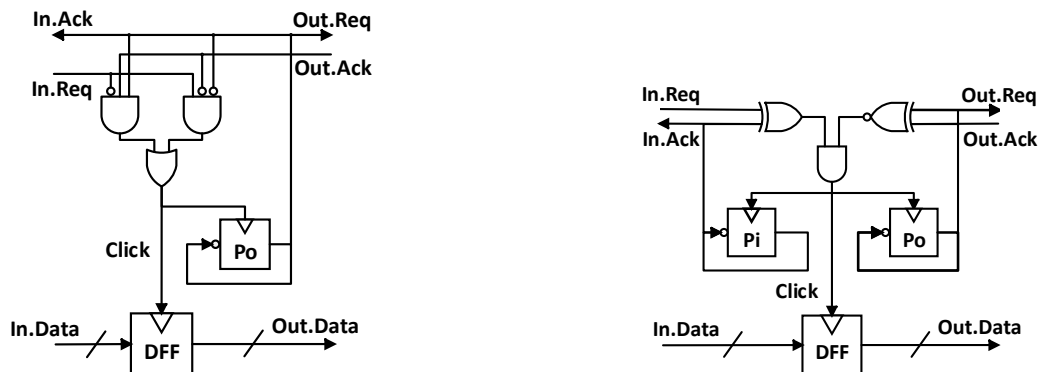 In.Ack
Out.Req
Out.Ack
In.Req
Po
Click
In.Data
DFF
Out.Data
In.Req
Out.Req
In.Ack
Out.Ack
Pi
Po
Click
In.Data
DFF
Out.Data